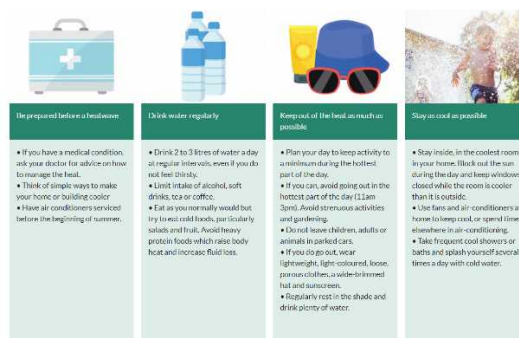 Be prepared before a heatwave
• If you have a medical condition,
ask your doctor for advice on how
to manage the heat.
• Think of simple ways to make
your home or building cooler
• Have air conditioners serviced
before the beginning of summer.
Drink water regularly
• Drink 2 to 3 litres of water a day
at regular intervals, even if you do
not feel thirsty.
• Limit intake of alcohol, soft
drinks, tea or coffee.
• Eat as you normally would but
try to eat cold foods, particularly
salads and fruit. Avoid heavy
protein foods which raise body
heat and increase fluid loss.
Keep out of the heat as much as
possible
• Plan your day to keep activity to
a minimum during the hottest
part of the day.
• If you can, avoid going out in the
hottest part of the day (11am
3pm). Avoid strenuous activities
and gardening.
• Do not leave children, adults or
animals in parked cars.
• If you do go out, wear
lightweight, light-coloured, loose,
porous clothes, a wide-brimmed
hat and sunscreen.
• Regularly rest in the shade and
drink plenty of water.
Stay as cool as possible
• Stay inside, in the coolest room
in your home. Block out the sun
during the day and keep windows
closed while the room is cooler
than it is outside.
• Use fans and air-conditioners a
home to keep cool, or spend time
elsewhere in air-conditioning.
• Take frequent cool showers or
baths and splash yourself several
times a day with cold water.